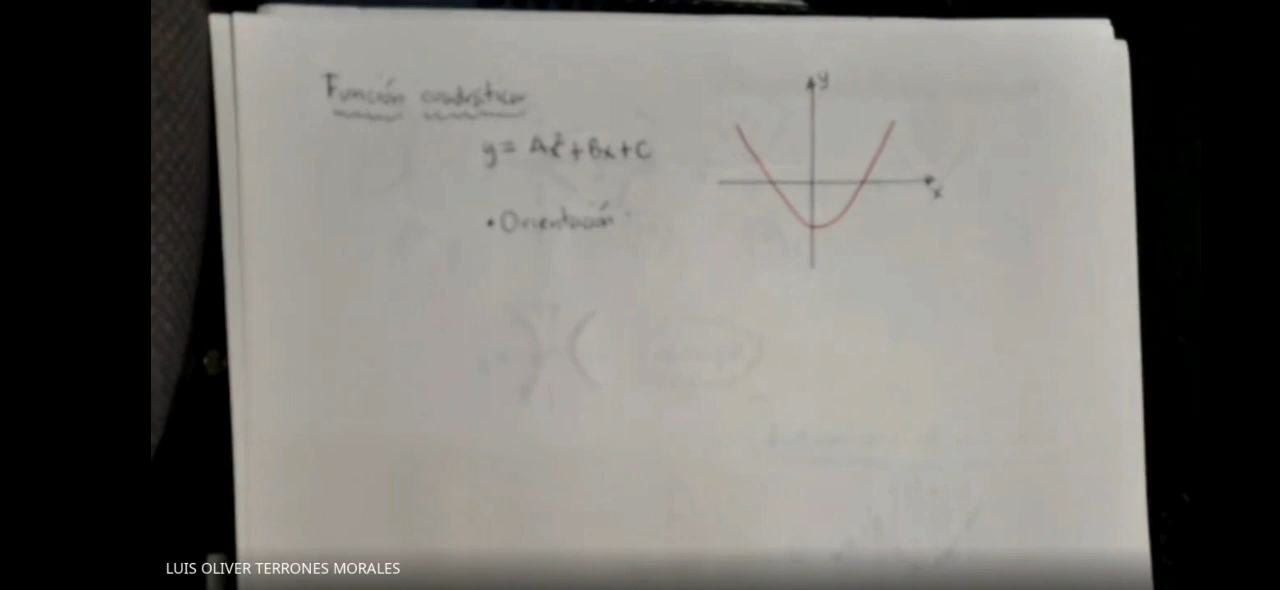 Función cuadrática
y = Ax²+Bx+C
• Orientación
y
x
LUIS OLIVER TERRONES MORALES